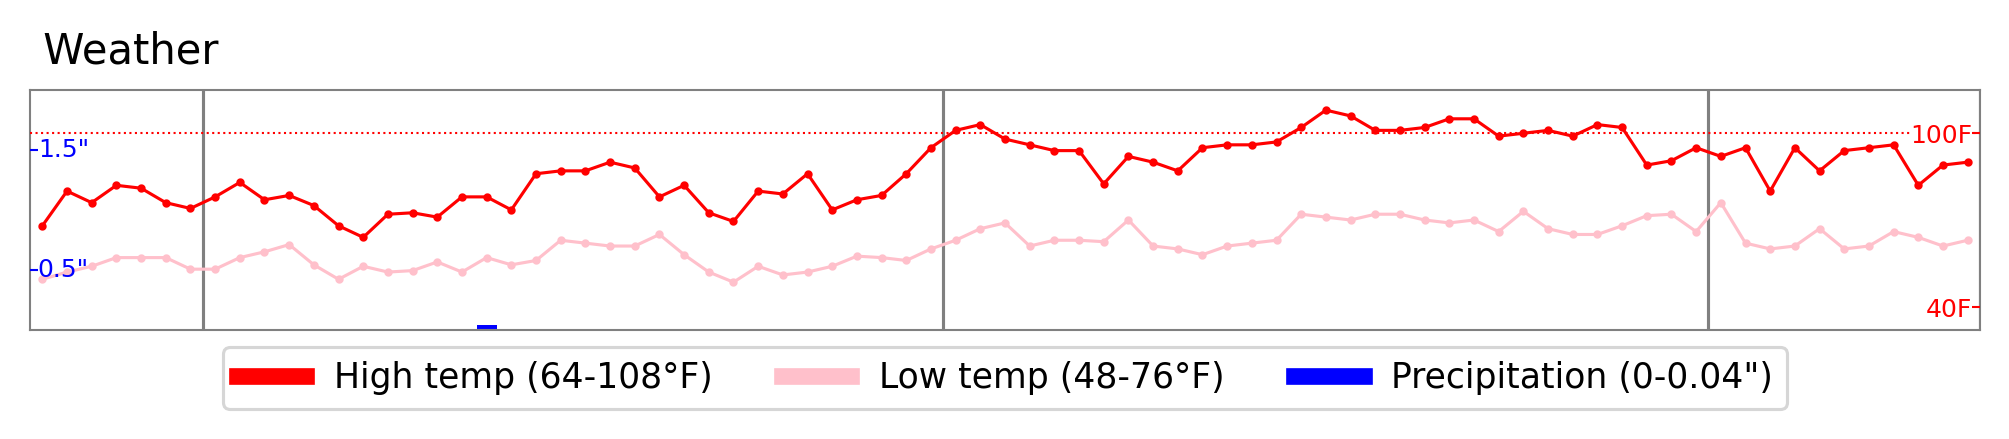 Weather
1.5"
100F
0.5"
40F
High temp (64-108°F) Low temp (48-76°F) Precipitation (0-0.04")